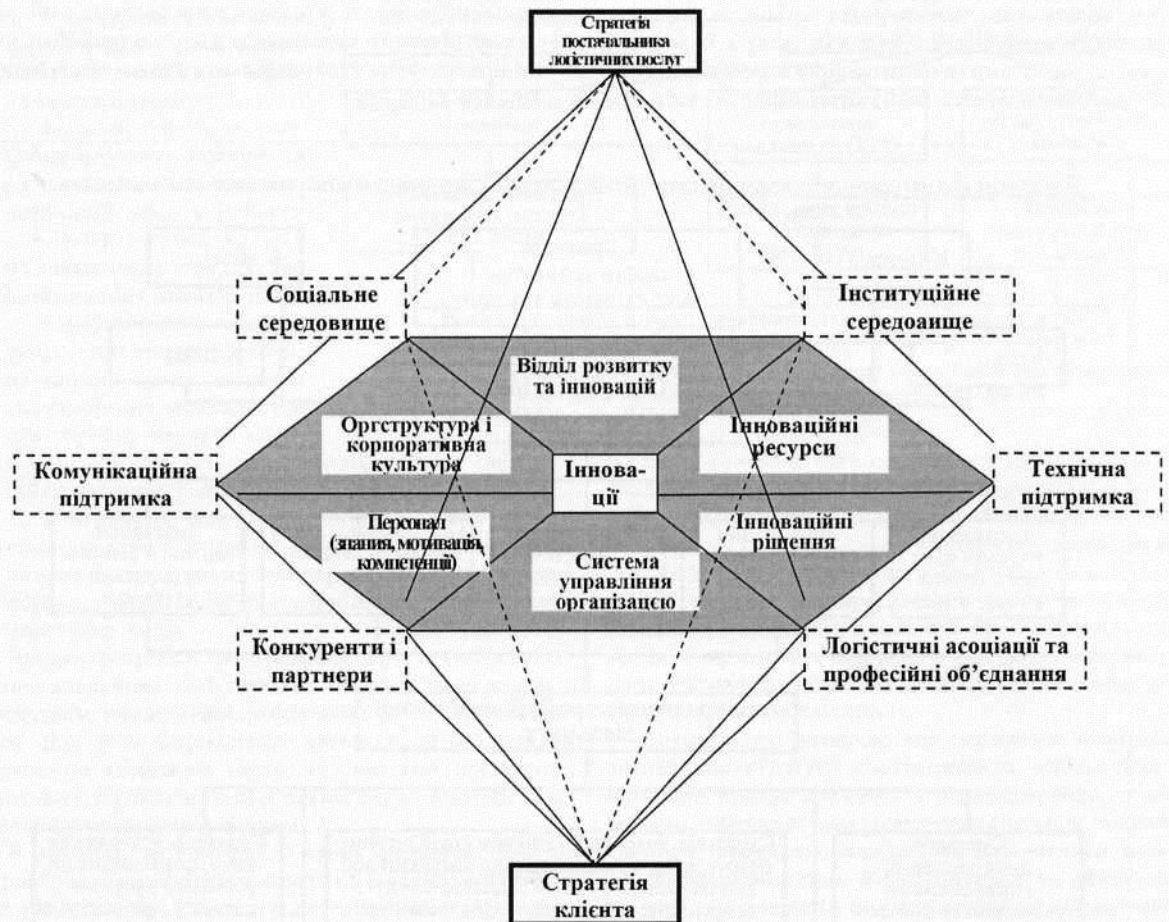 Стратегія
постачальника
логістичних послуг
Соціальне
середовище
Інституційне
середоаище
Відділ розвитку
та інновацій
Оргструктура і
корпоративна
культура
Інноваційні
ресурси
Комунікаційна
підтримка
Іннова-
ції
Технічна
підтримка
Персонал
(знання, мотивація,
компетенції)
Інноваційні
рішення
Система
управління
організацєю
Конкуренти і
партнери
Логістичні асоціації та
професійні об'єднання
Стратегія
клієнта